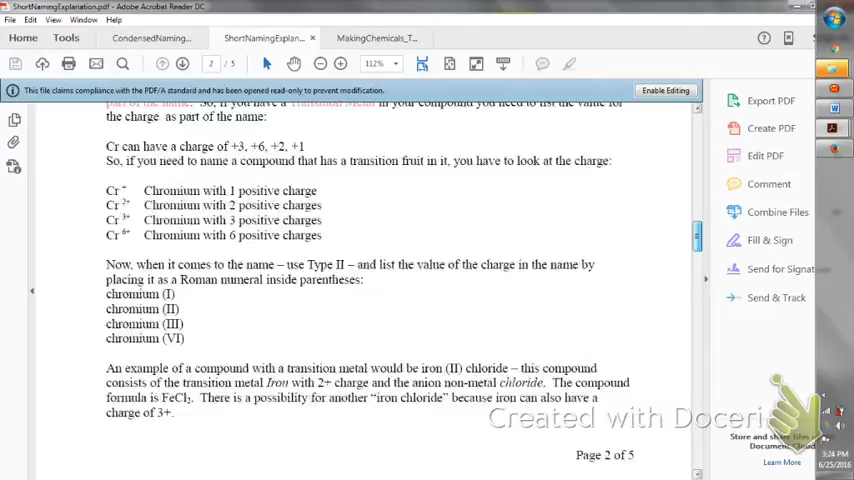 ShortNamingExplanation.pdf - Adobe Acrobat Reader DC
File Edit View Window Help
Home Tools CondensedNaming... ShortNamingExplan... × MakingChemicals_T...
2 / 5 112%
This file claims compliance with the PDF/A standard and has been opened read-only to prevent modification. Enable Editing
part of the name. So, if you have a Transition Metal in your compound you need to list the value for
the charge as part of the name:
Cr can have a charge of +3, +6, +2, +1
So, if you need to name a compound that has a transition fruit in it, you have to look at the charge:
Cr + Chromium with 1 positive charge
Cr 2+ Chromium with 2 positive charges
Cr 3+ Chromium with 3 positive charges
Cr 6+ Chromium with 6 positive charges
Now, when it comes to the name – use Type II – and list the value of the charge in the name by
placing it as a Roman numeral inside parentheses:
chromium (I)
chromium (II)
chromium (III)
chromium (VI)
An example of a compound with a transition metal would be iron (II) chloride – this compound
consists of the transition metal Iron with 2+ charge and the anion non-metal chloride. The compound
formula is FeCl2. There is a possibility for another “iron chloride” because iron can also have a
charge of 3+.
Page 2 of 5
Export PDF
Create PDF
Edit PDF
Comment
Combine Files
Fill & Sign
Send for Signat
Send & Track
Store and share files in
Document Cloud
Learn More
Created with Doceri
3:24 PM
6/25/2016